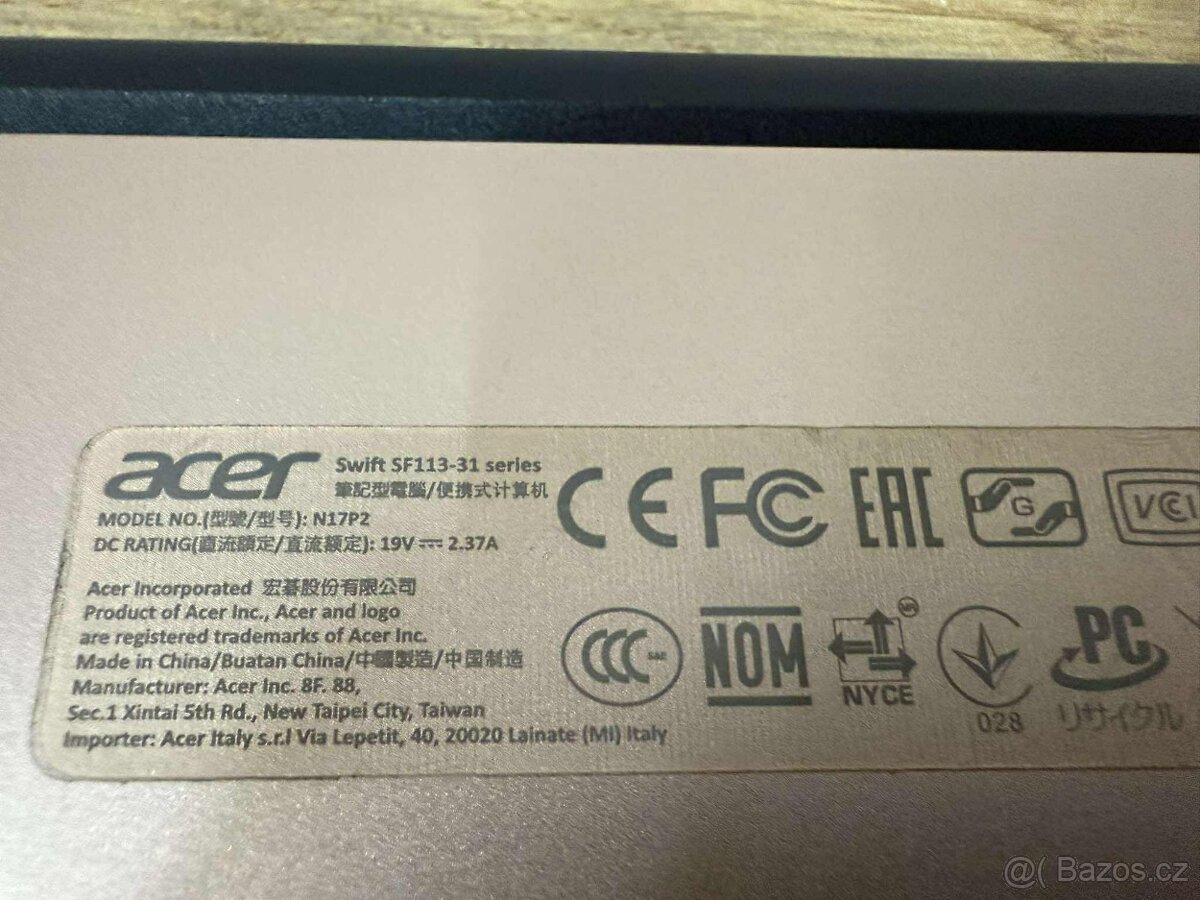 acer Swift SF113-31 series
筆記型電腦/便携式计算机
MODEL NO.(型號/型号): N17P2
DC RATING(直流額定/直流额定): 19V⎓ 2.37A
Acer Incorporated 宏碁股份有限公司
Product of Acer Inc., Acer and logo
are registered trademarks of Acer Inc.
Made in China/Buatan China/中國製造/中国制造
Manufacturer: Acer Inc. 8F. 88,
Sec.1 Xintai 5th Rd., New Taipei City, Taiwan
Importer: Acer Italy s.r.l Via Lepetit, 40, 20020 Lainate (MI) Italy
CE FC EAC G VCCI
CCC S&E NOM NYCE 028 PC
リサイクル
@( Bazos.cz